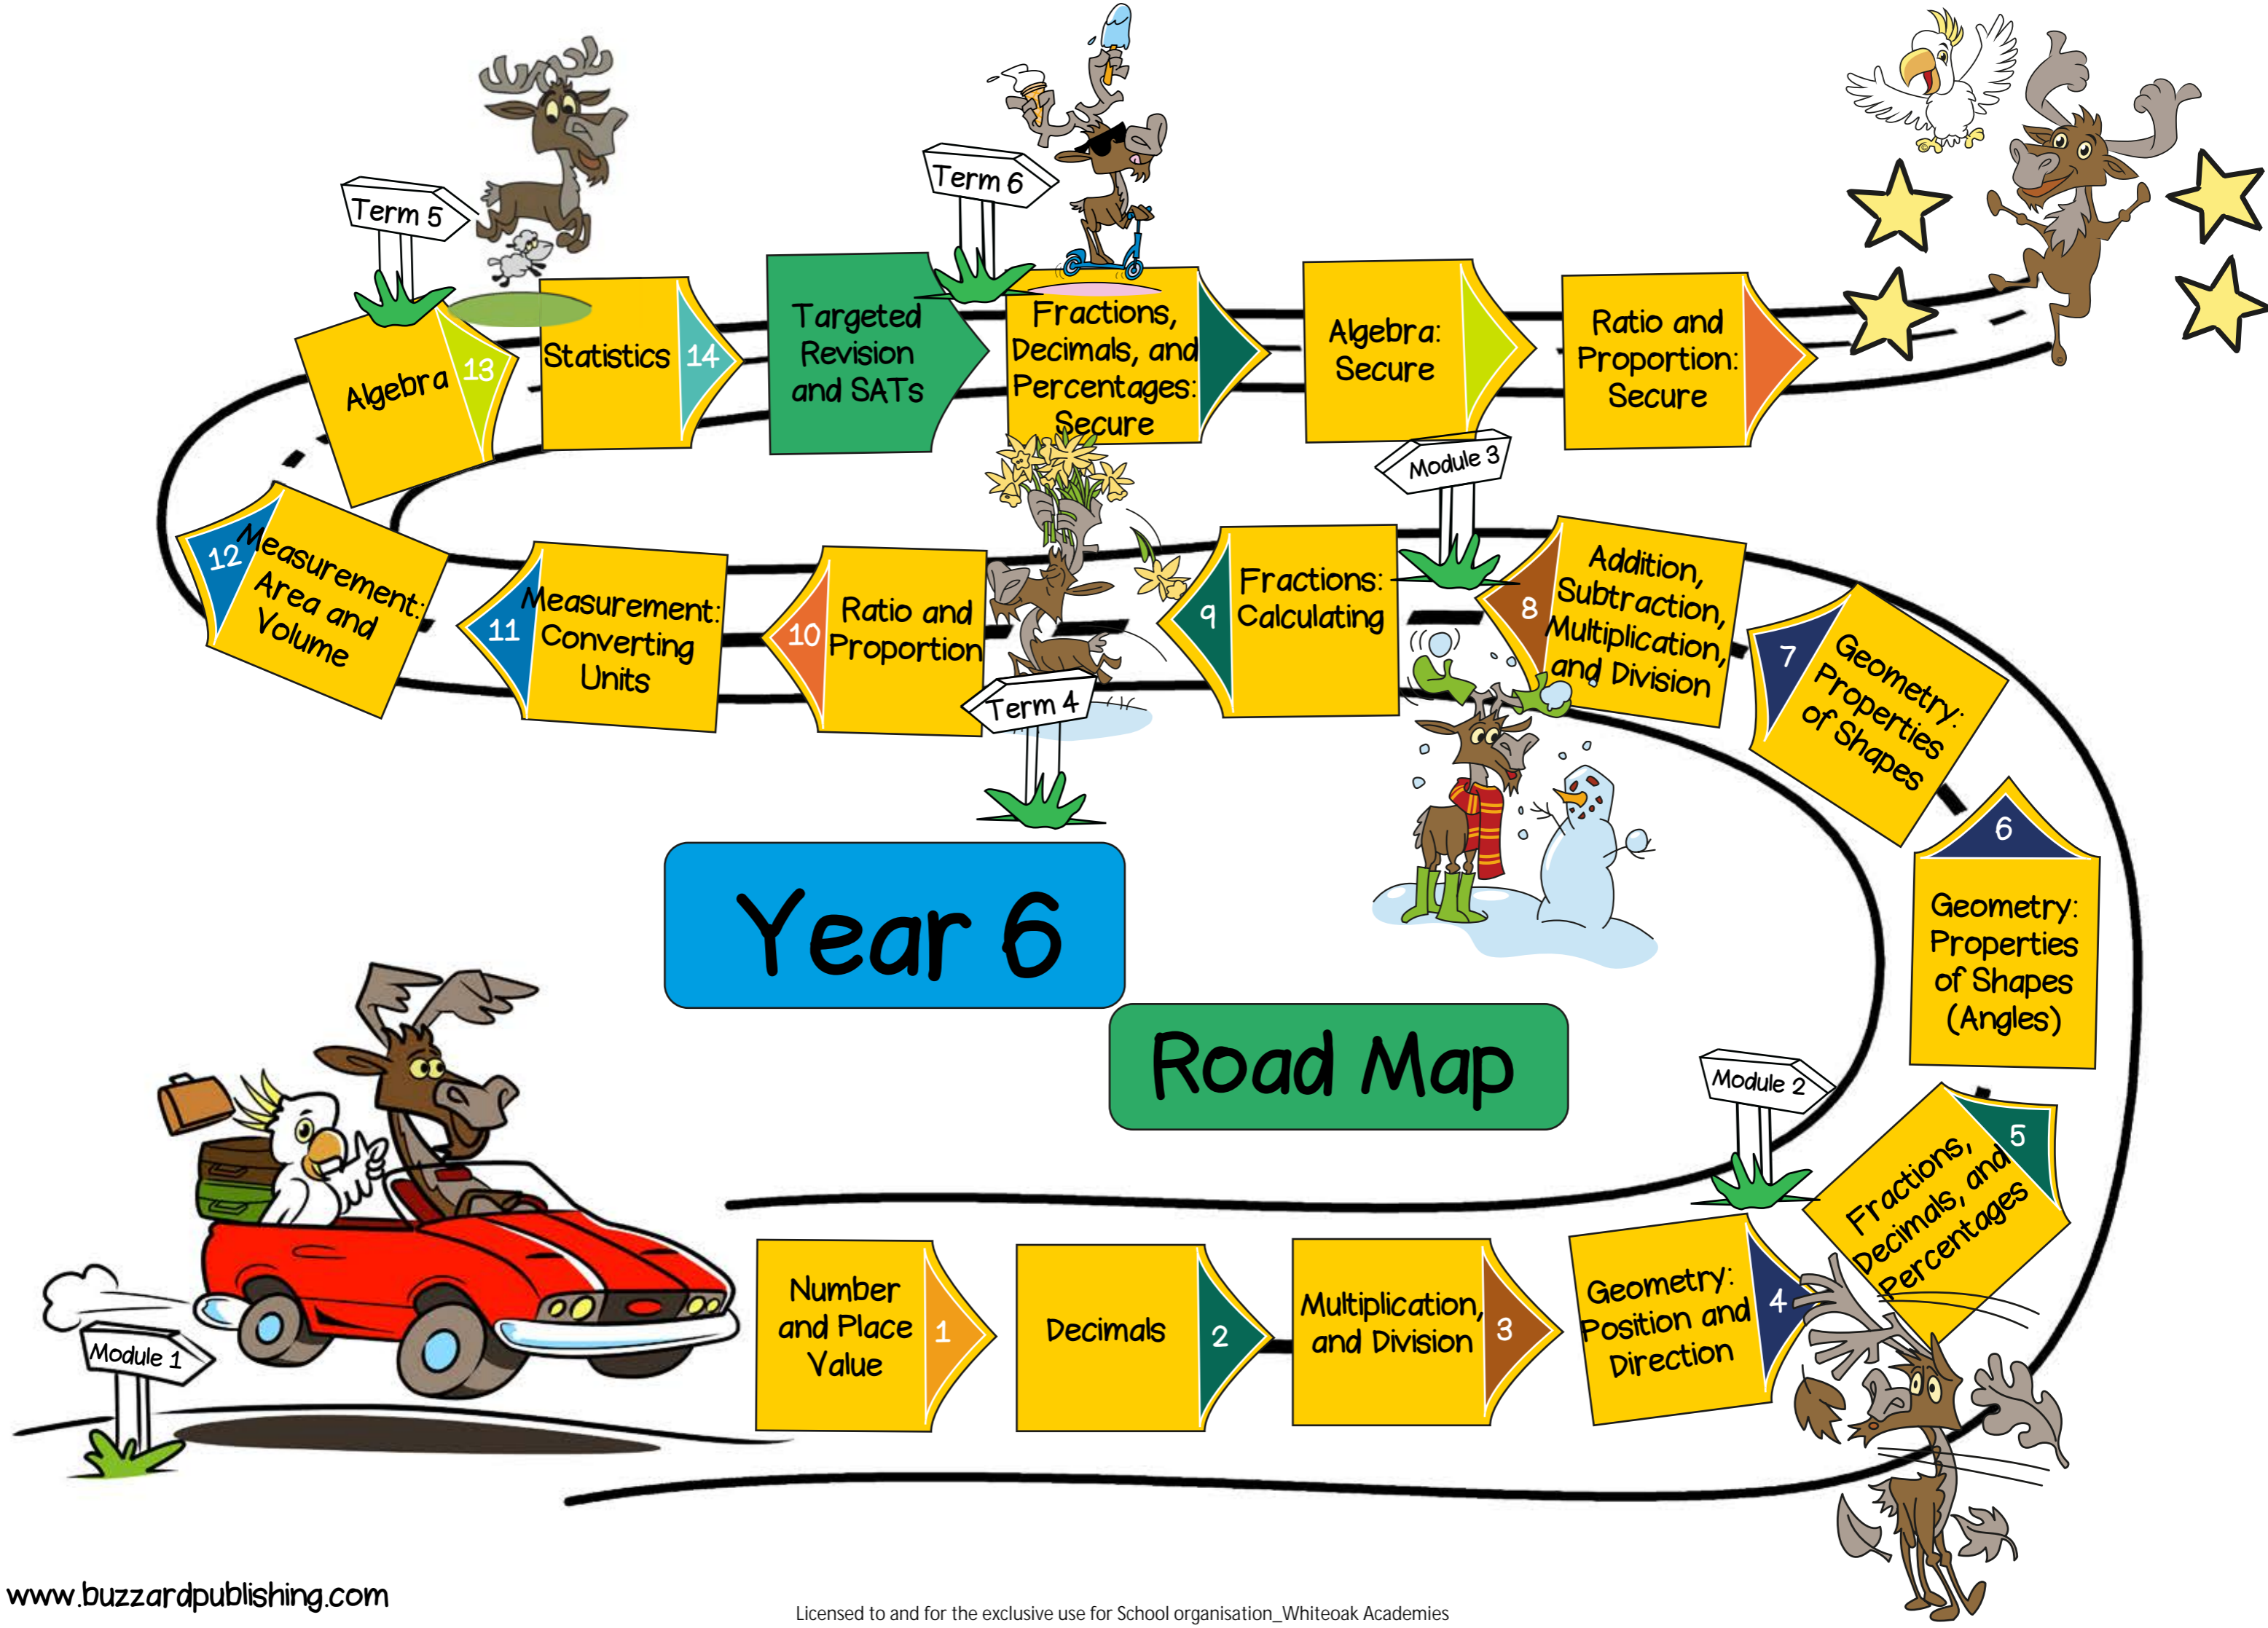 Term 5
Term 6
Algebra
13
Statistics
14
Targeted
Revision
and SATs
Fractions,
Decimals, and
Percentages:
Secure
Algebra:
Secure
Ratio and
Proportion:
Secure
Module 3
12
Measurement:
Area and
Volume
11
Measurement:
Converting
Units
10
Ratio and
Proportion
Term 4
9
Fractions:
Calculating
8
Addition,
Subtraction,
Multiplication,
and Division
7
Geometry:
Properties
of Shapes
6
Geometry:
Properties
of Shapes
(Angles)
Year 6
Road Map
Module 2
5
Fractions,
Decimals, and
Percentages
Module 1
Number
and Place
Value
1
Decimals
2
Multiplication,
and Division
3
Geometry:
Position and
Direction
4
www.buzzardpublishing.com
Licensed to and for the exclusive use for School organisation_Whiteoak Academies